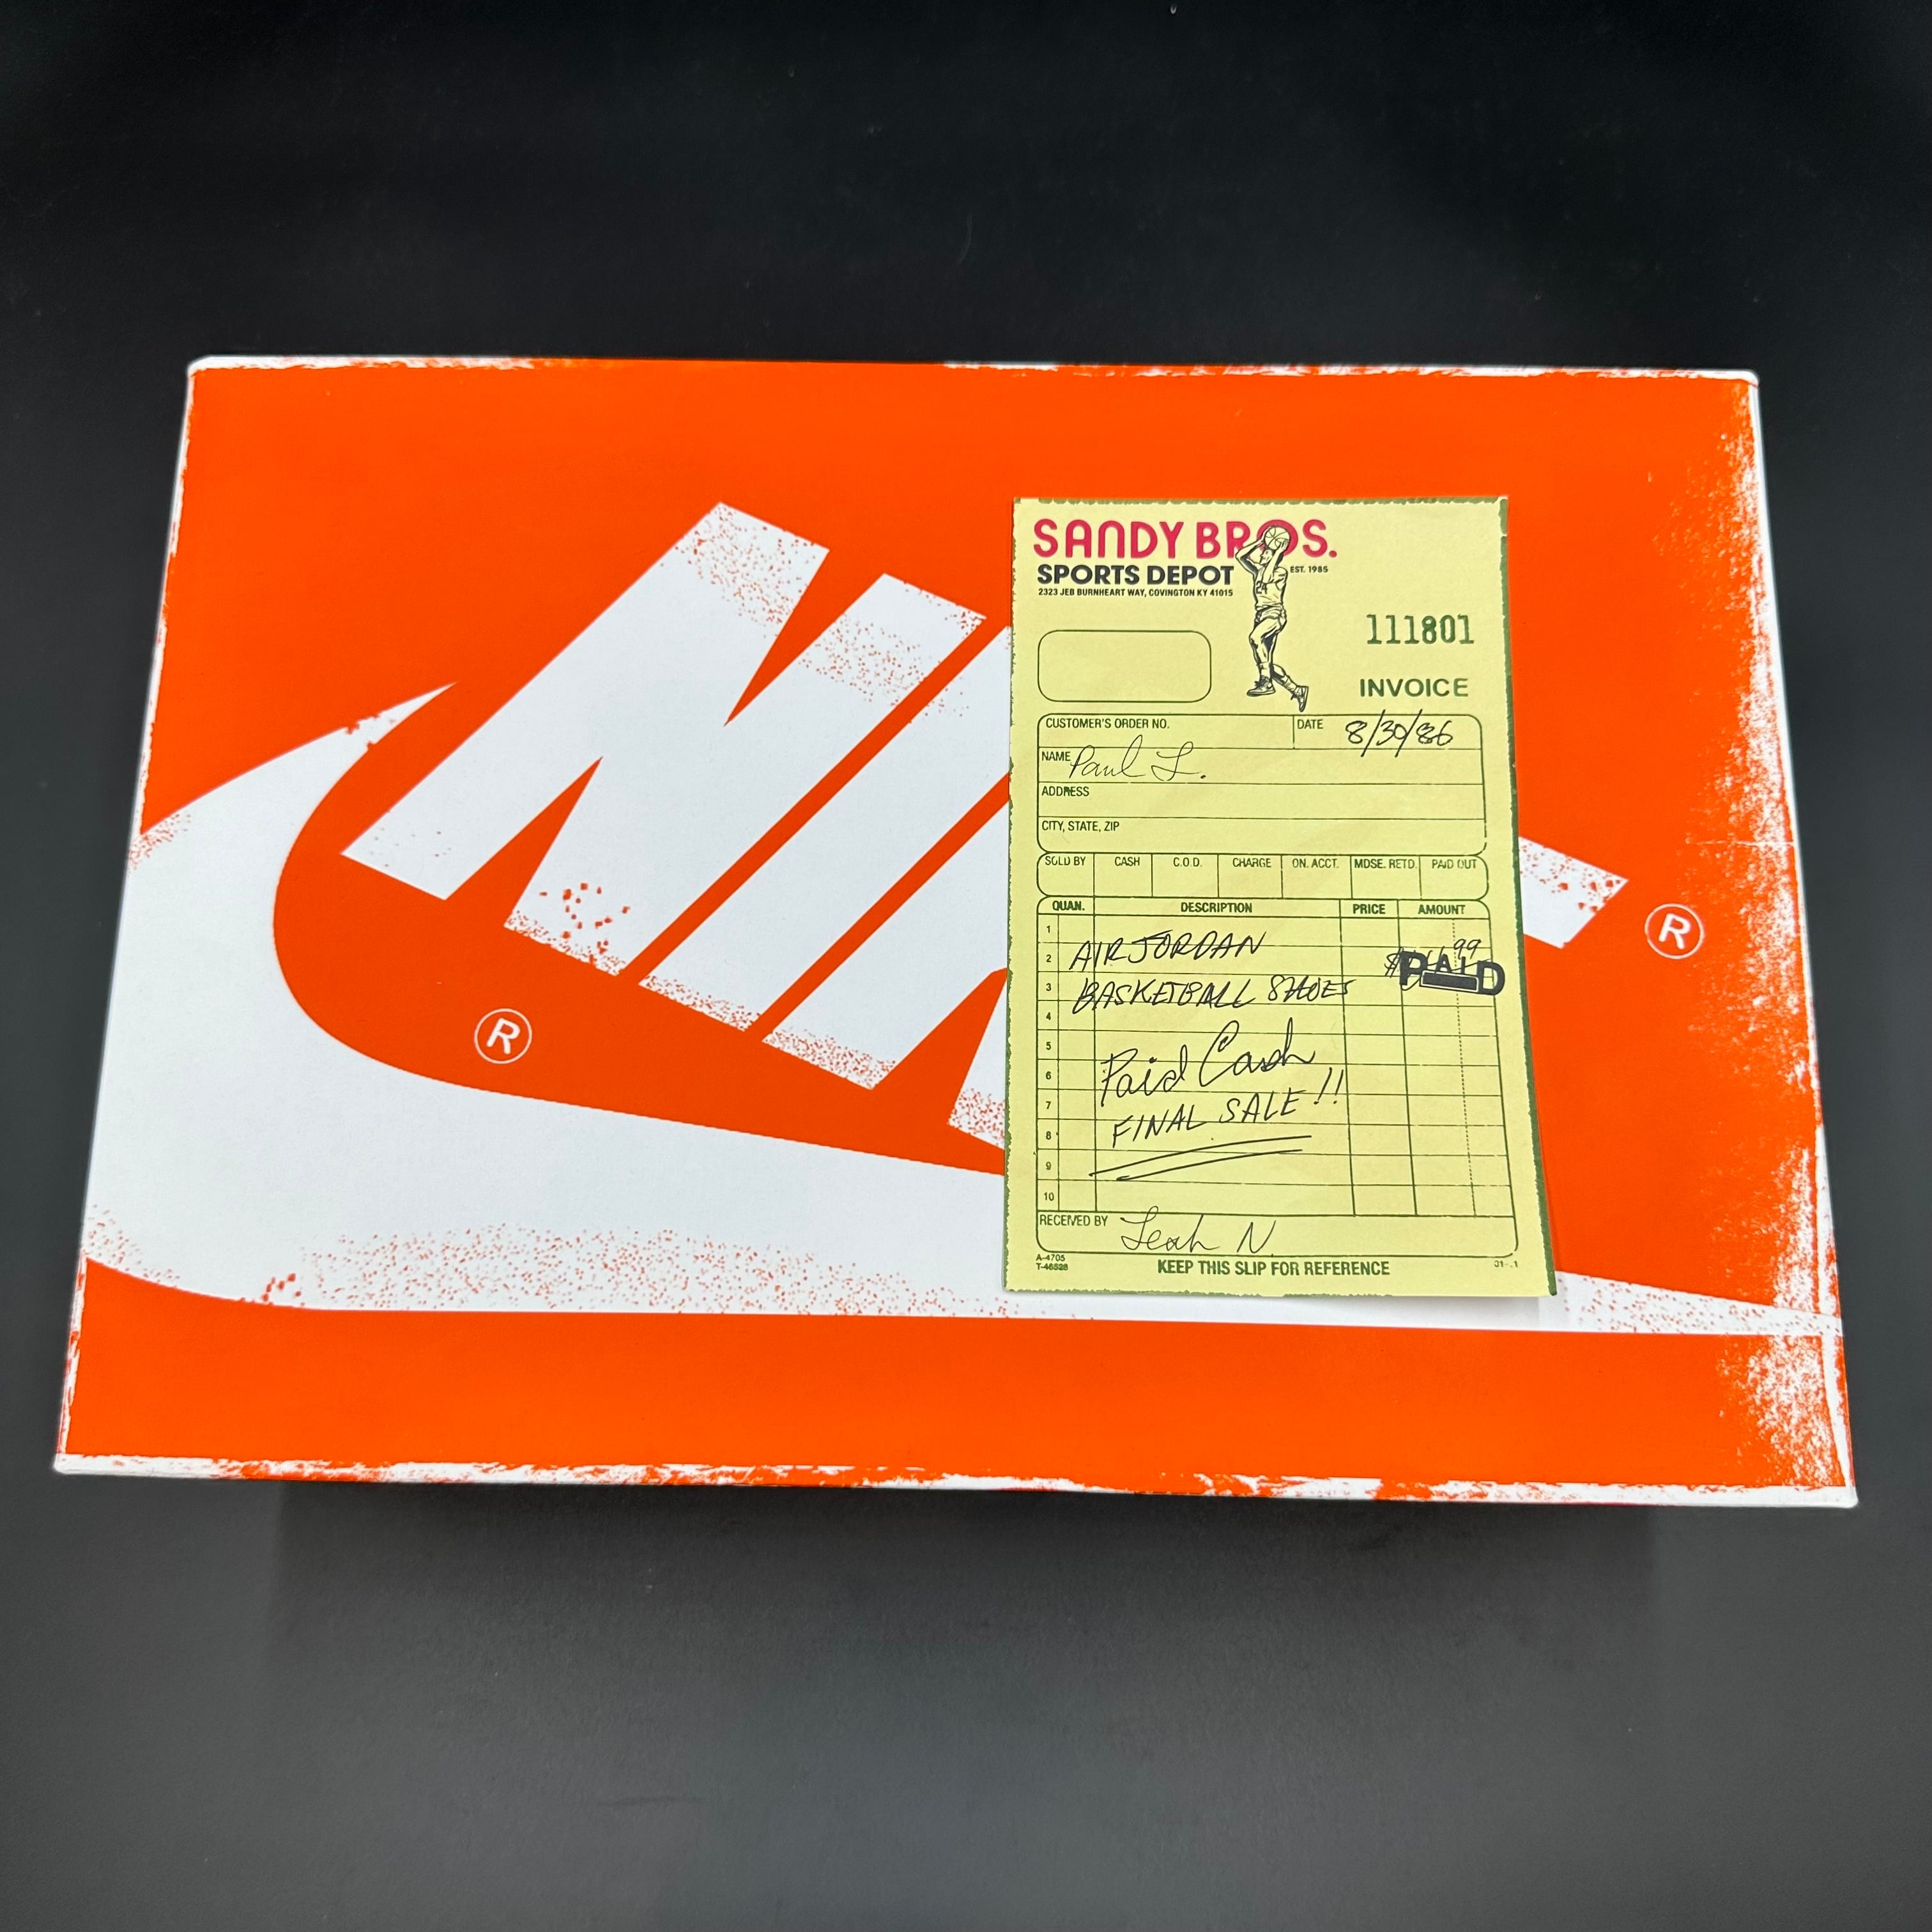 NI
®
®
SANDY BROS.
SPORTS DEPOT
EST. 1985
2323 JEB BURNHEART WAY, COVINGTON KY 41015
24
111801
INVOICE
CUSTOMER'S ORDER NO. DATE 8/30/86
NAME Paul L.
ADDRESS
CITY, STATE, ZIP
SOLD BY CASH C.O.D. CHARGE ON. ACCT. MDSE. RETD. PAID OUT
QUAN. DESCRIPTION PRICE AMOUNT
1
2 AIR JORDAN $ 99 PAID
3 BASKETBALL SHOES
4
5 Paid Cash
6
7 FINAL SALE!!
8
9
10
RECEIVED BY Leah N.
A-4705
T-46528
KEEP THIS SLIP FOR REFERENCE